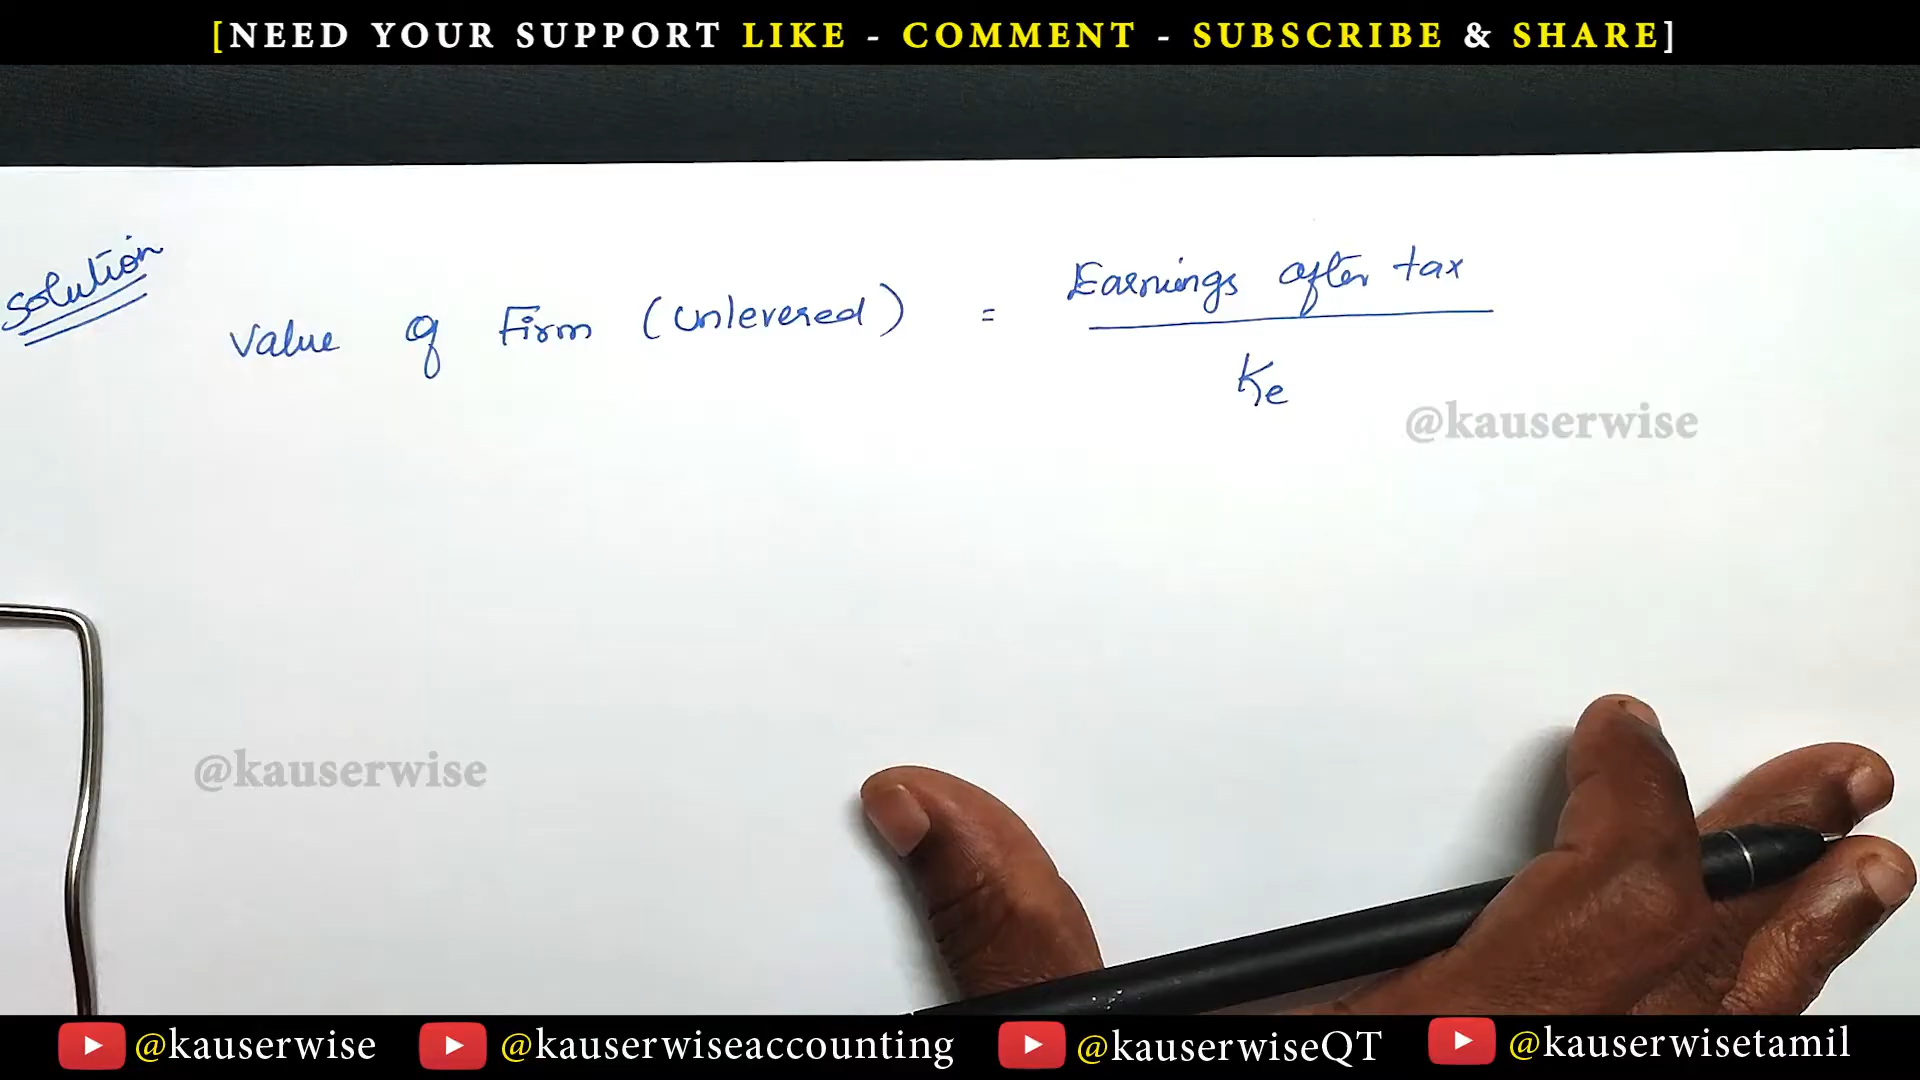 [NEED YOUR SUPPORT LIKE - COMMENT - SUBSCRIBE & SHARE]
Solution
Value of Firm (Unlevered) = Earnings after tax
Ke
@kauserwise
@kauserwise
@kauserwise @kauserwiseaccounting @kauserwiseQT @kauserwisetamil